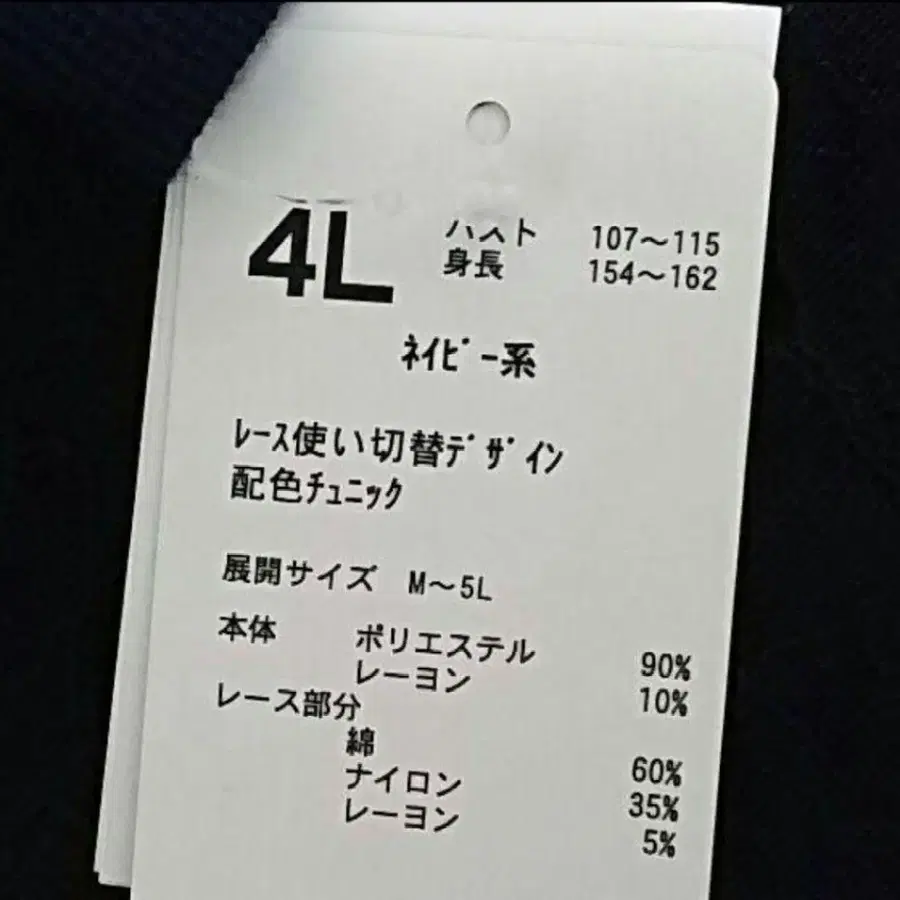 4L
バスト 107～115
身長 154～162
ﾈｲﾋﾞｰ系
ﾚｰｽ使い切替ﾃﾞｻﾞｲﾝ
配色ﾁｭﾆｯｸ
展開サイズ M～5L
本体 ポリエステル 90%
レーヨン 10%
レース部分
綿 60%
ナイロン 35%
レーヨン 5%